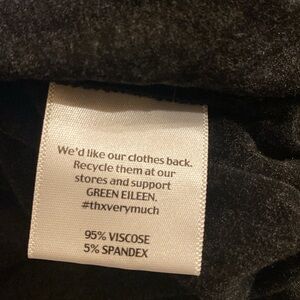 We'd like our clothes back.
Recycle them at our
stores and support
GREEN EILEEN.
#thxverymuch
95% VISCOSE
5% SPANDEX